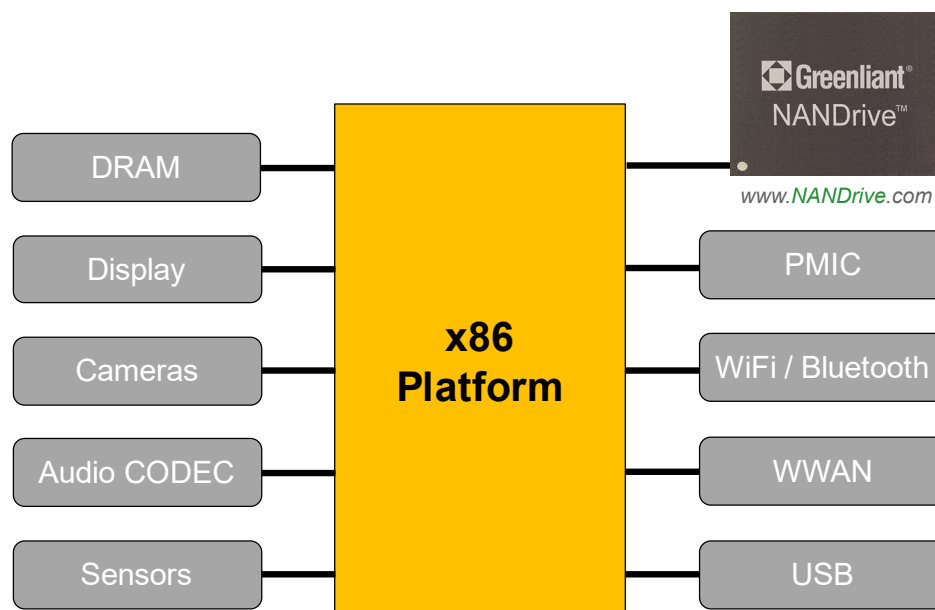 Greenliant®
NANDrive™
www.NANDrive.com
DRAM
Display
Cameras
Audio CODEC
Sensors
x86
Platform
PMIC
WiFi / Bluetooth
WWAN
USB